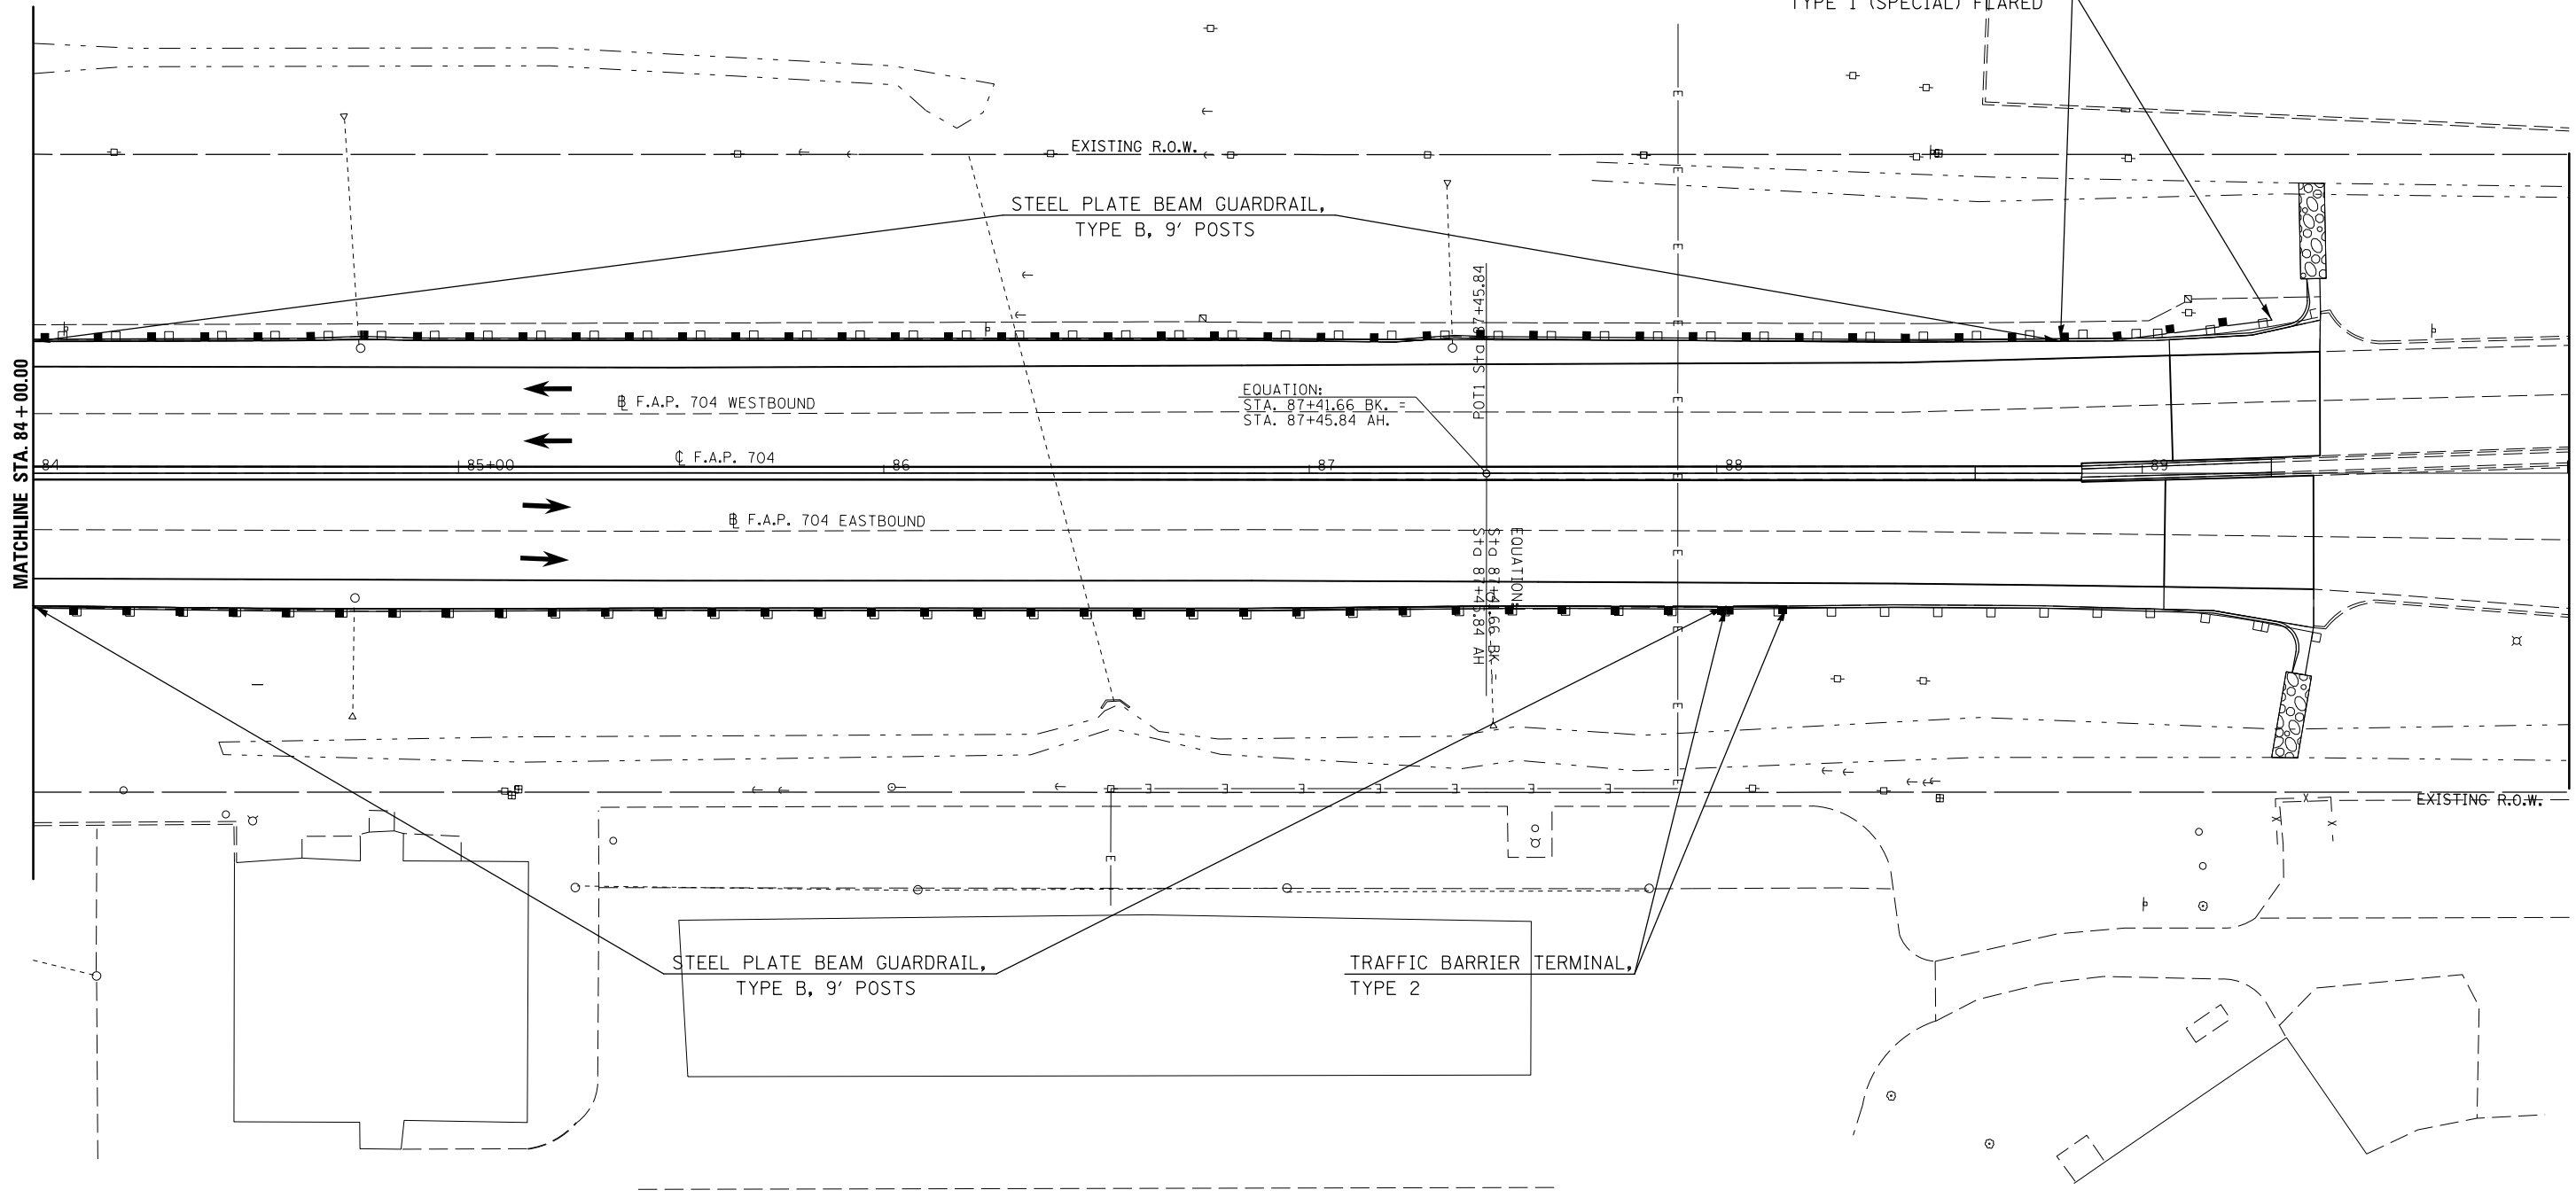 TYPE 1 (SPECIAL) FLARED
EXISTING R.O.W.
STEEL PLATE BEAM GUARDRAIL,
TYPE B, 9' POSTS
POT1 Sta 87+45.84
MATCHLINE STA. 84+00.00
EQUATION:
STA. 87+41.66 BK. =
STA. 87+45.84 AH.
℄ F.A.P. 704 WESTBOUND
℄ F.A.P. 704
84
85+00
86
87
88
89
℄ F.A.P. 704 EASTBOUND
EQUATION:
Sta 87+41.66 BK =
Sta 87+45.84 AH
EXISTING R.O.W.
STEEL PLATE BEAM GUARDRAIL,
TYPE B, 9' POSTS
TRAFFIC BARRIER TERMINAL,
TYPE 2